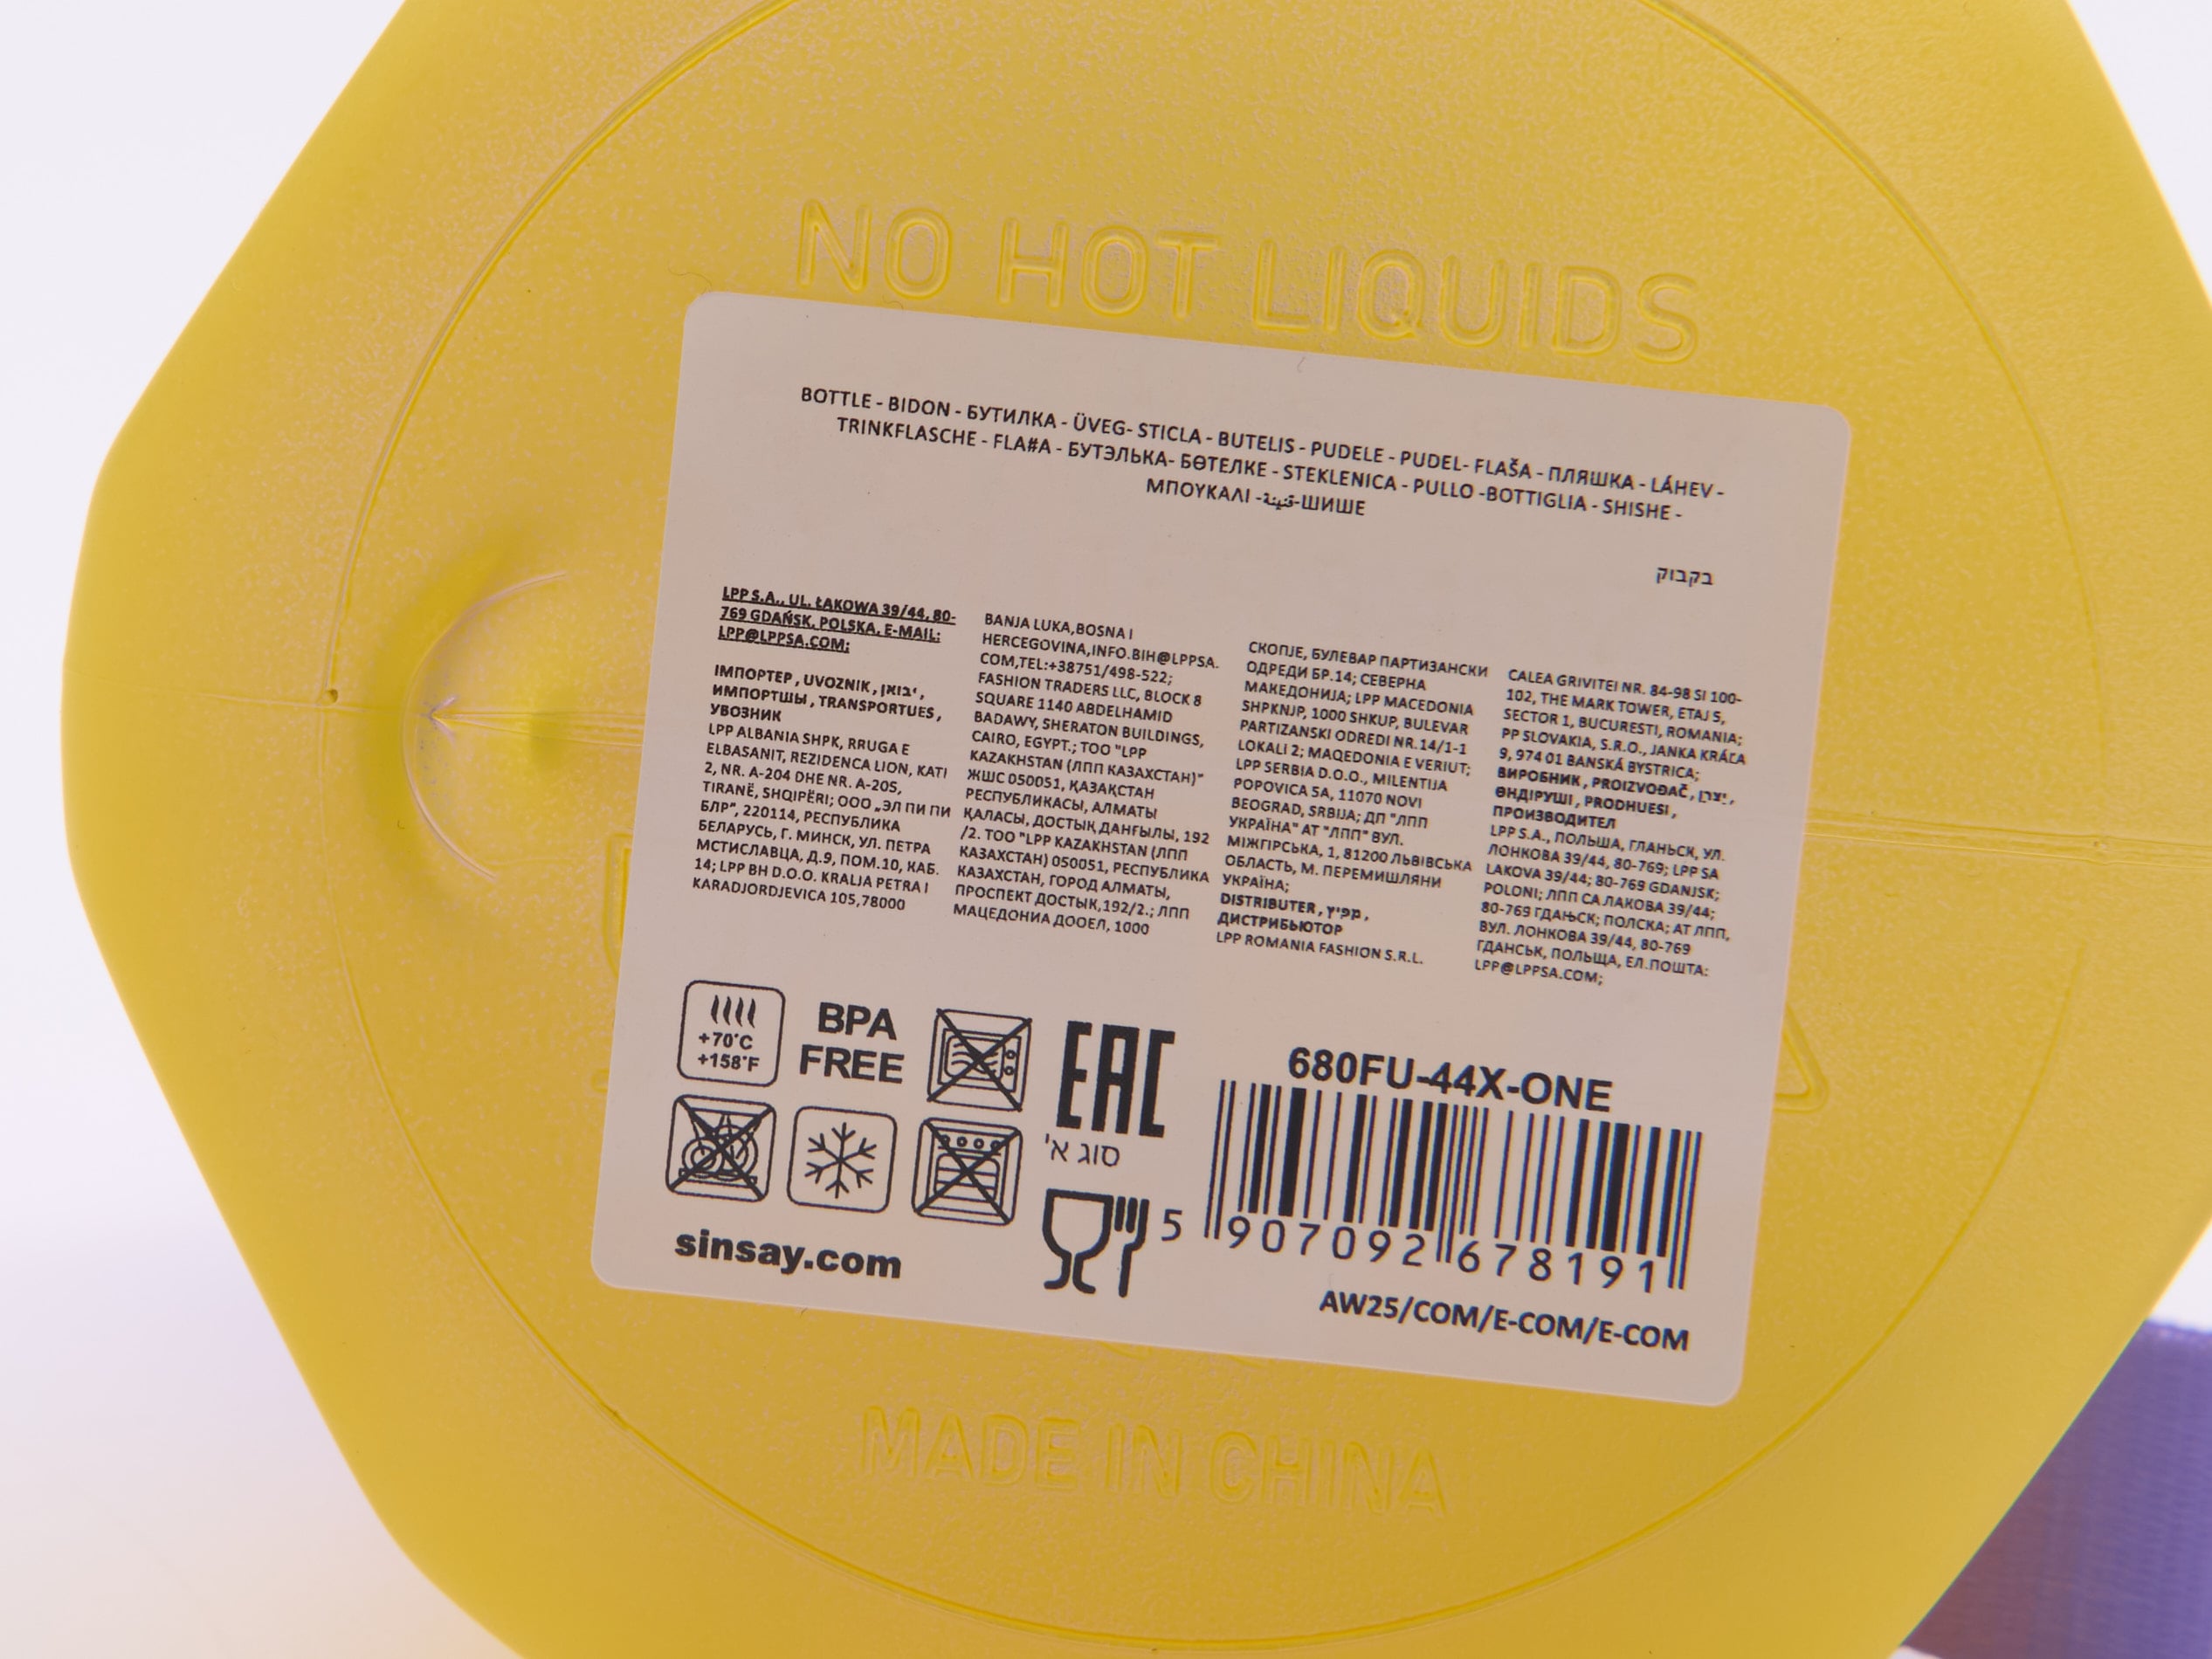 NO HOT LIQUIDS
BOTTLE - BIDON - БУТИЛКА - ÜVEG- STICLA - BUTELIS - PUDELE - PUDEL- FLAŠA - ПЛЯШКА - LÁHEV -
TRINKFLASCHE - FLA#A - БУТЭЛЬКА- БӨТЕЛКЕ - STEKLENICA - PULLO -BOTTIGLIA - SHISHE -
ΜΠΟΥΚΑΛΙ -قنينة-ШИШЕ
בקבוק
LPP S.A., UL. ŁAKOWA 39/44, 80-
769 GDAŃSK, POLSKA, E-MAIL:
LPP@LPPSA.COM;
ІМПОРТЕР , UVOZNIK , יבואן ,
ИМПОРТШЫ , TRANSPORTUES ,
УВОЗНИК
LPP ALBANIA SHPK, RRUGA E
ELBASANIT, REZIDENCA LION, KATI
2, NR. A-204 DHE NR. A-205,
TIRANË, SHQIPËRI; ООО „ЭЛ ПИ ПИ
БЛР", 220114, РЕСПУБЛИКА
БЕЛАРУСЬ, Г. МИНСК, УЛ. ПЕТРА
МСТИСЛАВЦА, Д.9, ПОМ.10, КАБ.
14; LPP BH D.O.O. KRALJA PETRA I
KARADJORDJEVICA 105,78000
BANJA LUKA,BOSNA I
HERCEGOVINA,INFO.BIH@LPPSA.
COM,TEL:+38751/498-522;
FASHION TRADERS LLC, BLOCK 8
SQUARE 1140 ABDELHAMID
BADAWY, SHERATON BUILDINGS,
CAIRO, EGYPT.; ТОО "LPP
KAZAKHSTAN (ЛПП КАЗАХСТАН)"
ЖШС 050051, ҚАЗАҚСТАН
РЕСПУБЛИКАСЫ, АЛМАТЫ
ҚАЛАСЫ, ДОСТЫҚ ДАНҒЫЛЫ, 192
/2. ТОО "LPP KAZAKHSTAN (ЛПП
КАЗАХСТАН) 050051, РЕСПУБЛИКА
КАЗАХСТАН, ГОРОД АЛМАТЫ,
ПРОСПЕКТ ДОСТЫК,192/2.; ЛПП
МАЦЕДОНИА ДООЕЛ, 1000
СКОПЈЕ, БУЛЕВАР ПАРТИЗАНСКИ
ОДРЕДИ БР.14; СЕВЕРНА
МАКЕДОНИЈА; LPP MACEDONIA
SHPKNJP, 1000 SHKUP, BULEVAR
PARTIZANSKI ODREDI NR.14/1-1
LOKALI 2; MAQEDONIA E VERIUT;
LPP SERBIA D.O.O., MILENTIJA
POPOVICA 5A, 11070 NOVI
BEOGRAD, SRBIJA; ДП "ЛПП
УКРАЇНА" АТ "ЛПП" ВУЛ.
МІЖГІРСЬКА, 1, 81200 ЛЬВІВСЬКА
ОБЛАСТЬ, М. ПЕРЕМИШЛЯНИ
УКРАЇНА;
DISTRIBUTER , מפיץ ,
ДИСТРИБЬЮТОР
LPP ROMANIA FASHION S.R.L.
CALEA GRIVITEI NR. 84-98 SI 100-
102, THE MARK TOWER, ETAJ 5,
SECTOR 1, BUCURESTI, ROMANIA;
PP SLOVAKIA, S.R.O., JANKA KRÁĽA
9, 974 01 BANSKÁ BYSTRICA;
ВИРОБНИК , PROIZVOĐAČ , יצרן ,
ӨНДІРУШІ , PRODHUESI ,
ПРОИЗВОДИТЕЛ
LPP S.A., ПОЛЬША, ГЛАНЬСК, УЛ.
ЛОНКОВА 39/44, 80-769; LPP SA
LAKOVA 39/44; 80-769 GDANJSK;
POLONI; ЛПП СА ЛАКОВА 39/44;
80-769 ГДАЊСК; ПОЛСКА; АТ ЛПП,
ВУЛ. ЛОНКОВА 39/44, 80-769
ГДАНСЬК, ПОЛЬЩА, ЕЛ.ПОШТА:
LPP@LPPSA.COM;
+70°C
+158°F
BPA
FREE
EAC
סוג א'
sinsay.com
680FU-44X-ONE
5 907092 678191
AW25/COM/E-COM/E-COM
MADE IN CHINA